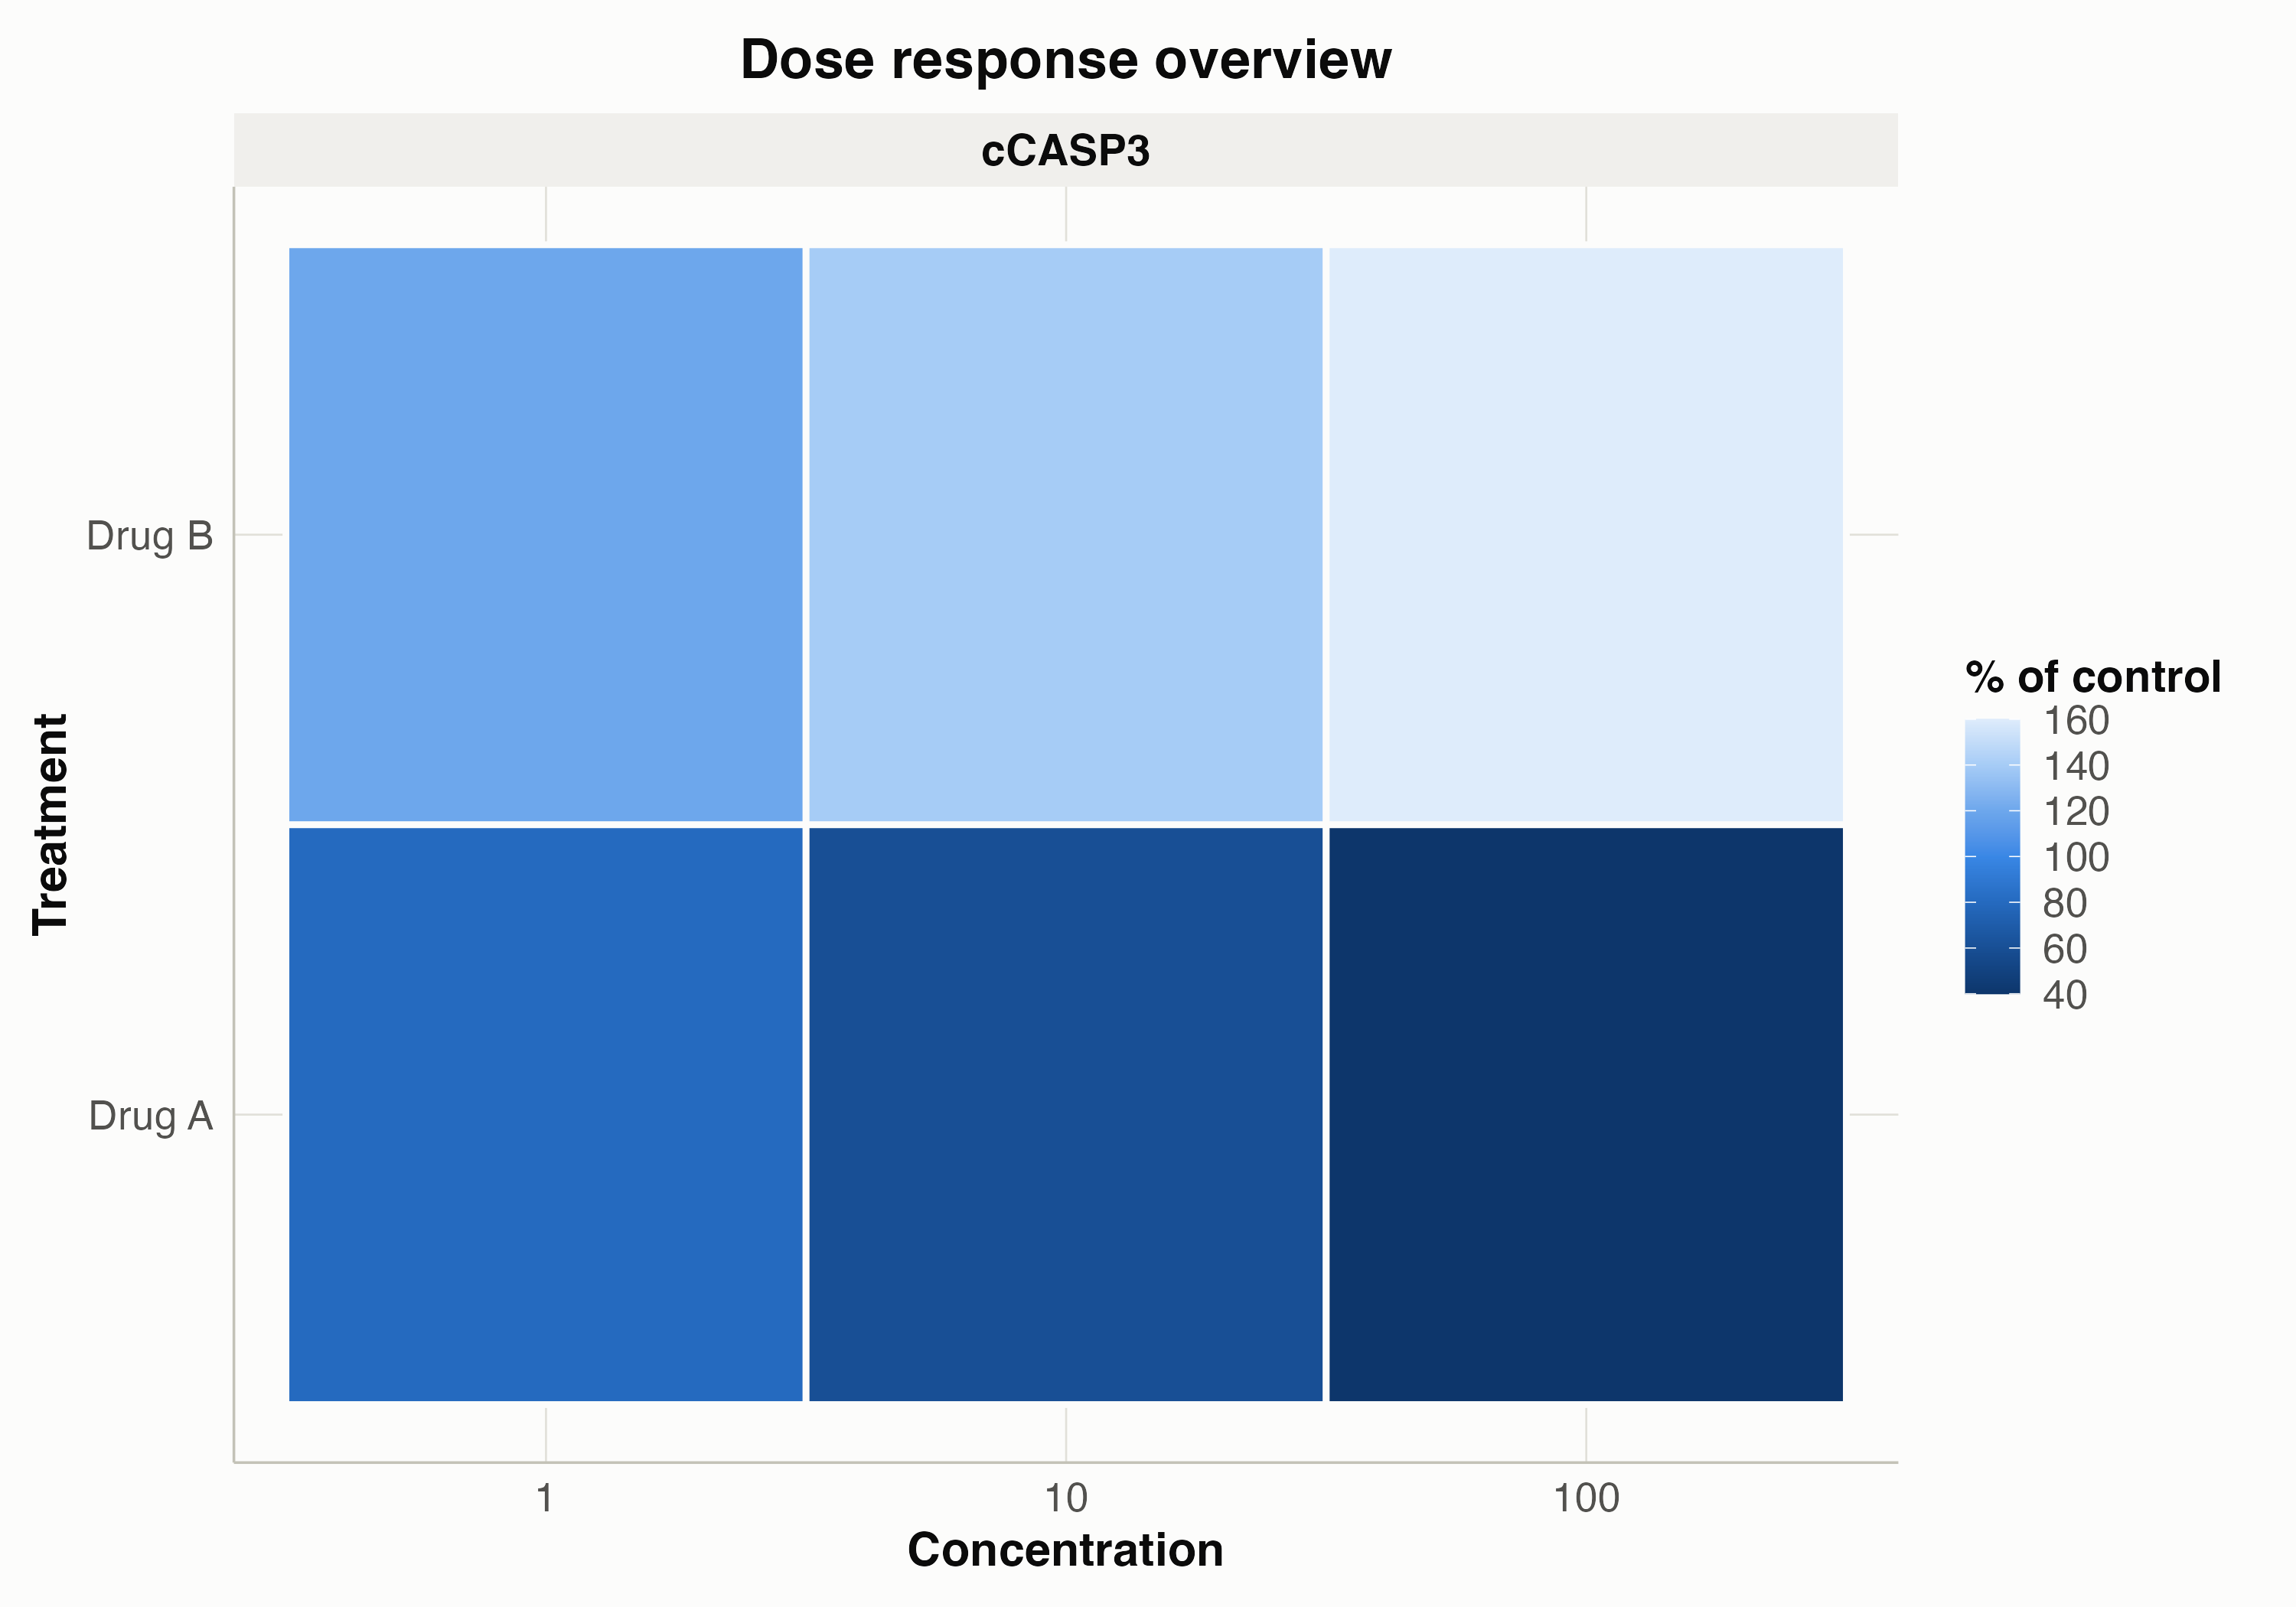 Dose response overview
cCASP3
Treatment
Drug B
Drug A
1
10
100
Concentration
% of control
160
140
120
100
80
60
40